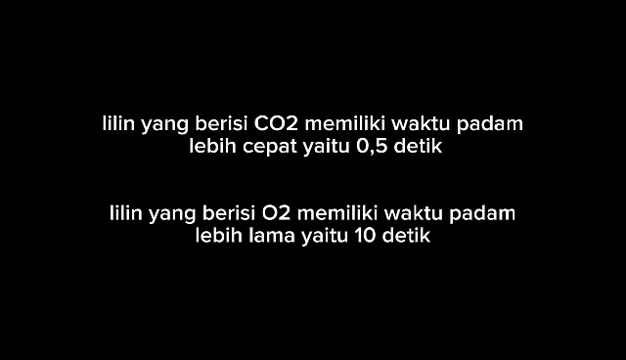 lilin yang berisi CO2 memiliki waktu padam
lebih cepat yaitu 0,5 detik
lilin yang berisi O2 memiliki waktu padam
lebih lama yaitu 10 detik